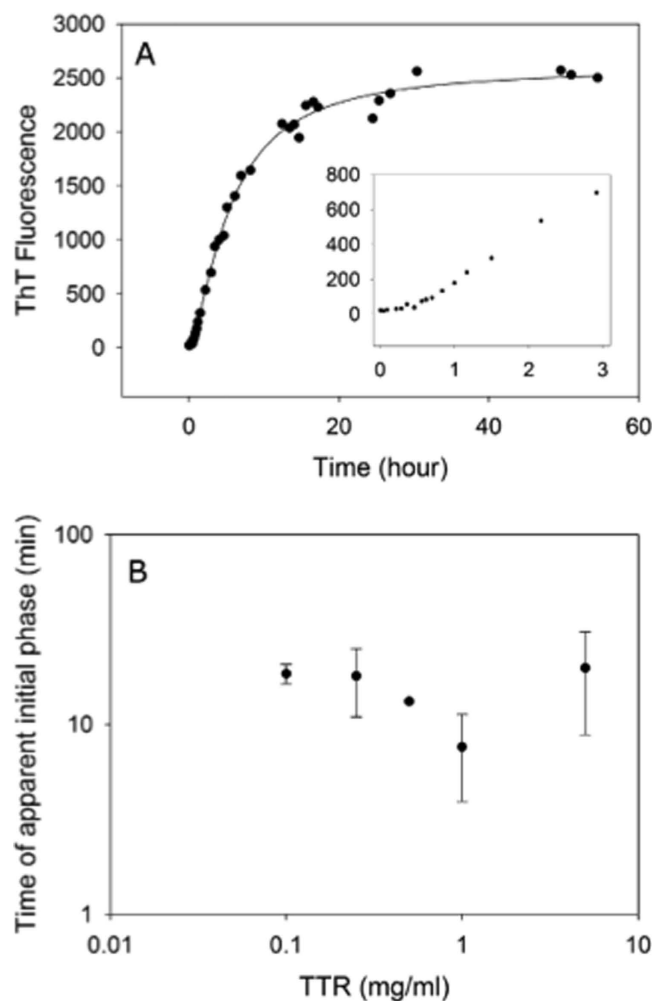 A
3000
2500
2000
1500
1000
500
0
ThT Fluorescence
800
600
400
200
0
0 1 2 3
0 20 40 60
Time (hour)
B
100
10
1
Time of apparent initial phase (min)
0.01 0.1 1 10
TTR (mg/ml)